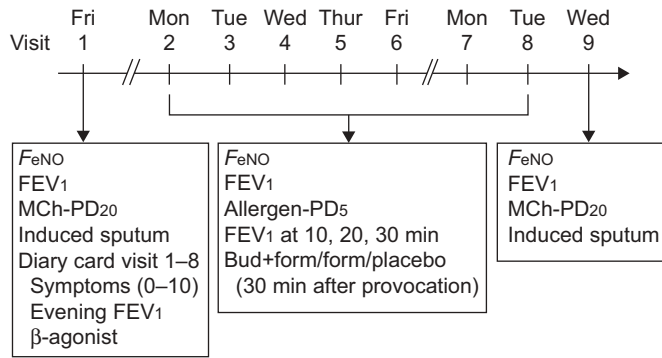 Fri Mon Tue Wed Thur Fri Mon Tue Wed
Visit 1 2 3 4 5 6 7 8 9
FeNO
FEV1
MCh-PD20
Induced sputum
Diary card visit 1–8
Symptoms (0–10)
Evening FEV1
β-agonist
FeNO
FEV1
Allergen-PD5
FEV1 at 10, 20, 30 min
Bud+form/form/placebo
(30 min after provocation)
FeNO
FEV1
MCh-PD20
Induced sputum